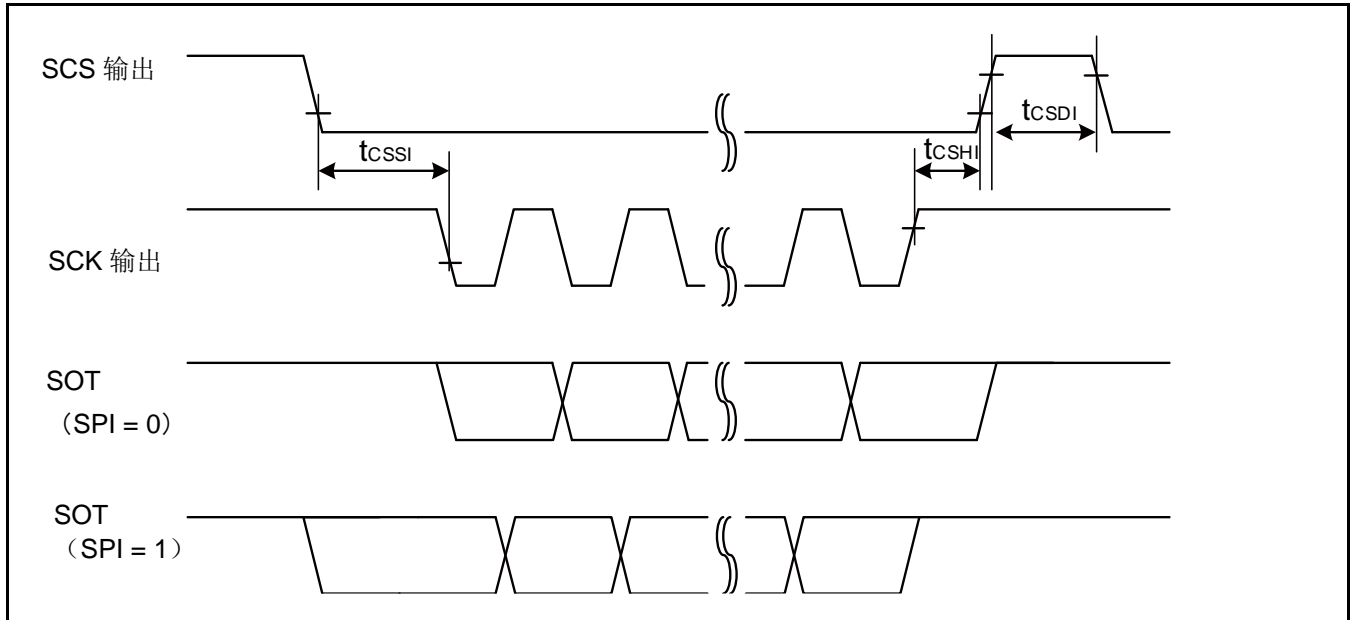 SCS 输出
tCSDI
tCSSI
tCSHI
SCK 输出
SOT
（SPI = 0）
SOT
（SPI = 1）